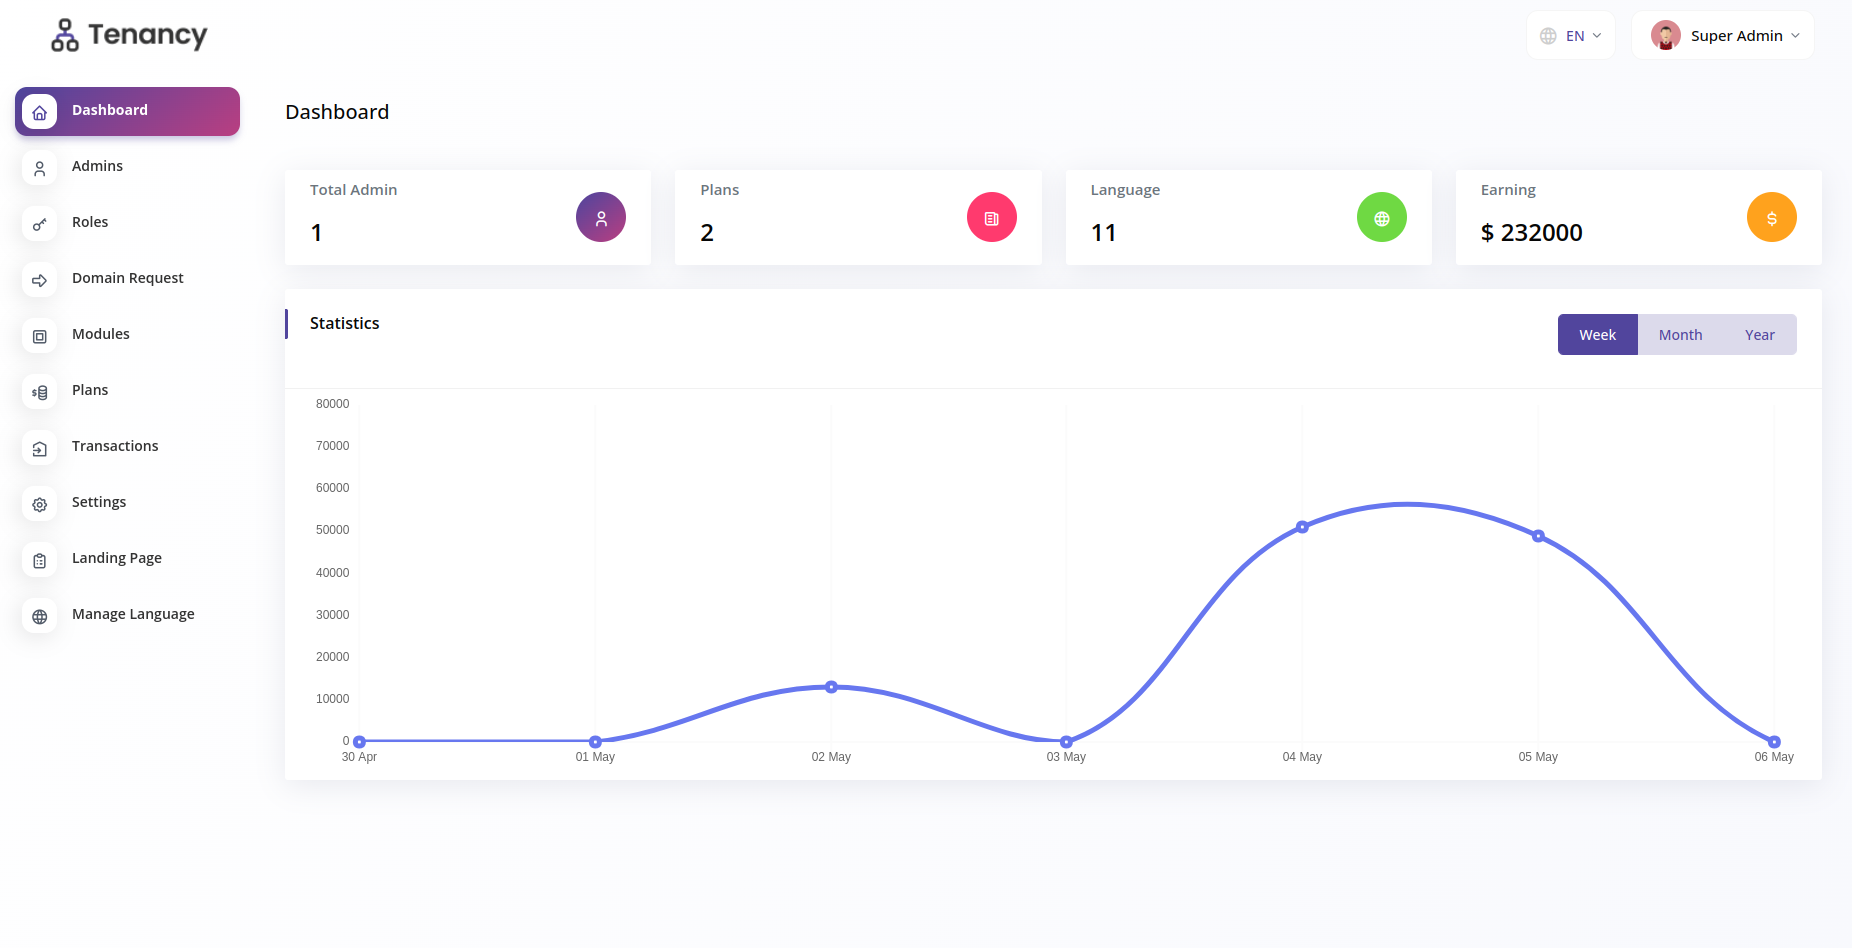 Tenancy
EN
Super Admin
Dashboard
Admins
Roles
Domain Request
Modules
Plans
Transactions
Settings
Landing Page
Manage Language
Dashboard
Total Admin
1
Plans
2
Language
11
Earning
$ 232000
Statistics
Week Month Year
80000
70000
60000
50000
40000
30000
20000
10000
0
30 Apr 01 May 02 May 03 May 04 May 05 May 06 May